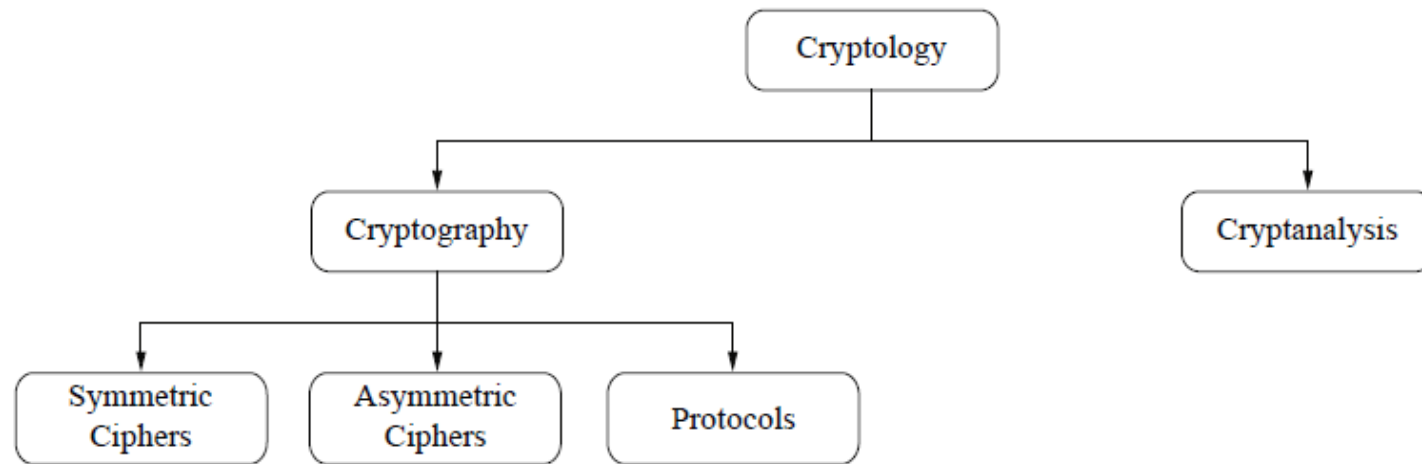 Cryptology
Cryptography
Cryptanalysis
Symmetric
Ciphers
Asymmetric
Ciphers
Protocols